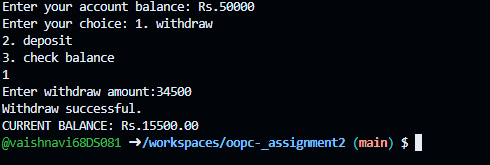 Enter your account balance: Rs.50000
Enter your choice: 1. withdraw
2. deposit
3. check balance
1
Enter withdraw amount:34500
Withdraw successful.
CURRENT BALANCE: Rs.15500.00
@vaishnavi68DS081 ➜/workspaces/oopc-_assignment2 (main) $